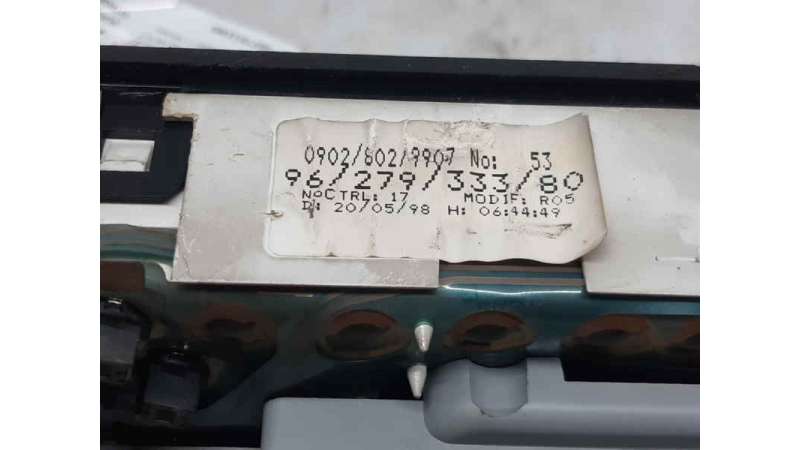 0902/602/9907 No: 53
96/279/333/80
NoCTRL: 17 MODIF: R05
D: 20/05/98 H: 06:44:49